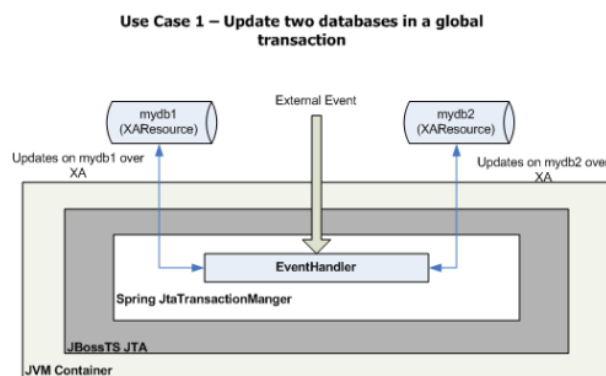 Use Case 1 – Update two databases in a global
transaction
External Event
mydb1
(XAResource)
mydb2
(XAResource)
Updates on mydb1 over
XA
Updates on mydb2 over
XA
EventHandler
Spring JtaTransactionManger
JBossTS JTA
JVM Container